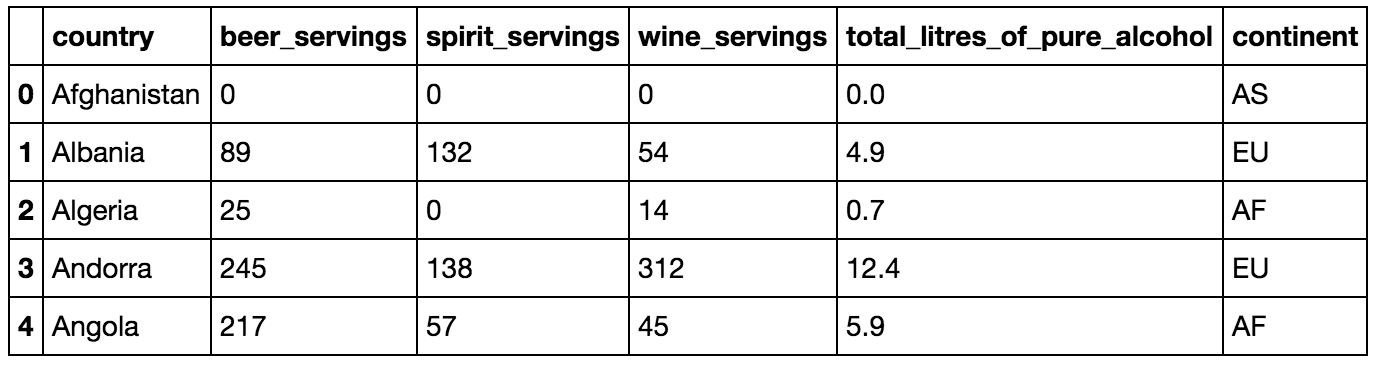 country beer_servings spirit_servings wine_servings total_litres_of_pure_alcohol continent
0 Afghanistan 0 0 0 0.0 AS
1 Albania 89 132 54 4.9 EU
2 Algeria 25 0 14 0.7 AF
3 Andorra 245 138 312 12.4 EU
4 Angola 217 57 45 5.9 AF